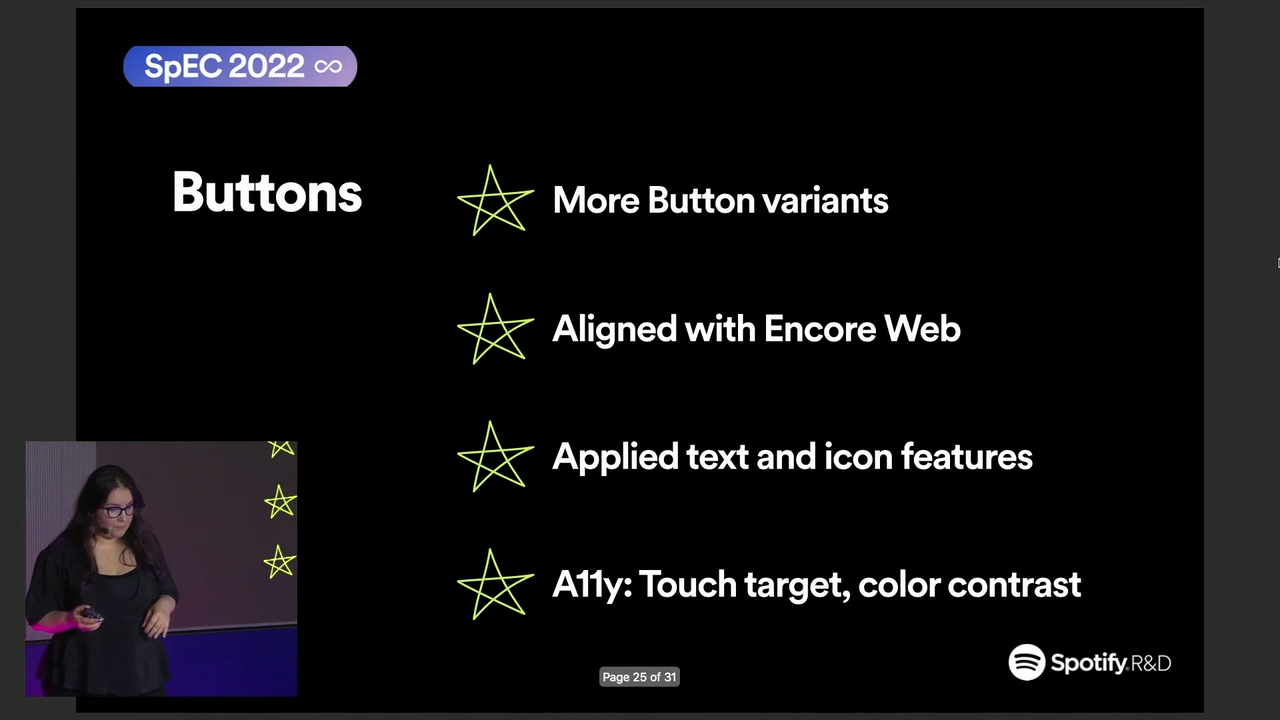 SpEC 2022
Buttons
More Button variants
Aligned with Encore Web
Applied text and icon features
A11y: Touch target, color contrast
Page 25 of 31
Spotify R&D